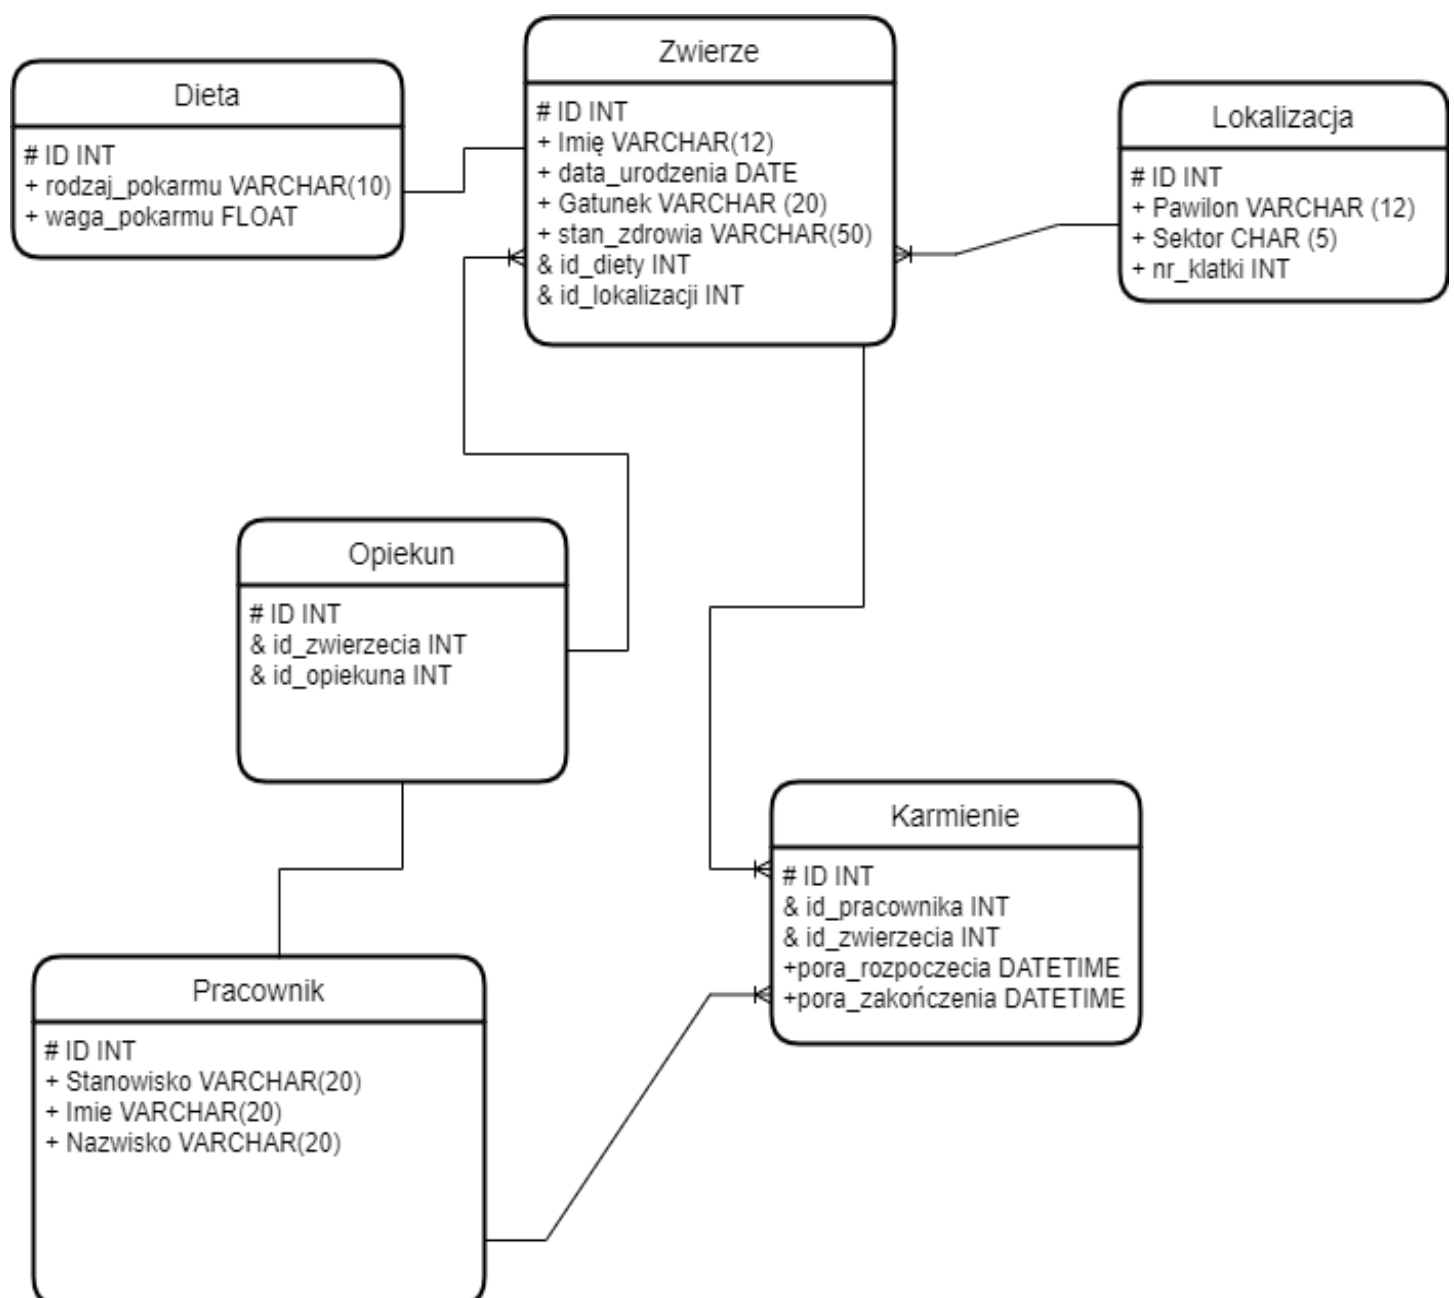 Dieta
# ID INT
+ rodzaj_pokarmu VARCHAR(10)
+ waga_pokarmu FLOAT
Zwierze
# ID INT
+ Imię VARCHAR(12)
+ data_urodzenia DATE
+ Gatunek VARCHAR (20)
+ stan_zdrowia VARCHAR(50)
& id_diety INT
& id_lokalizacji INT
Lokalizacja
# ID INT
+ Pawilon VARCHAR (12)
+ Sektor CHAR (5)
+ nr_klatki INT
Opiekun
# ID INT
& id_zwierzecia INT
& id_opiekuna INT
Karmienie
# ID INT
& id_pracownika INT
& id_zwierzecia INT
+pora_rozpoczecia DATETIME
+pora_zakończenia DATETIME
Pracownik
# ID INT
+ Stanowisko VARCHAR(20)
+ Imie VARCHAR(20)
+ Nazwisko VARCHAR(20)